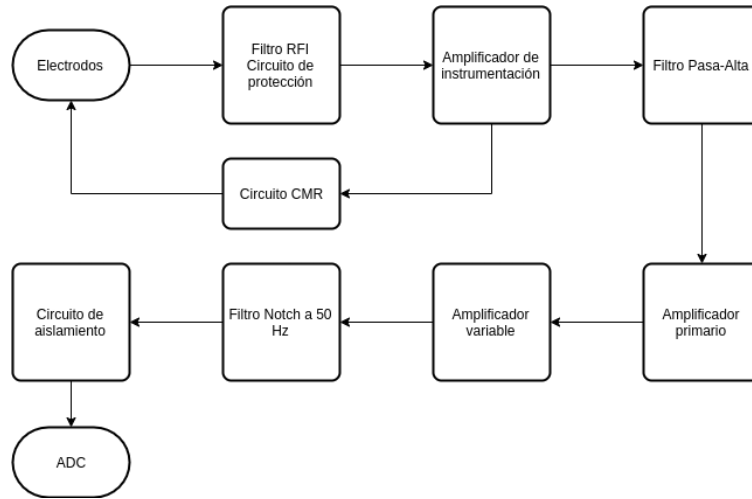 Electrodos
Filtro RFI
Circuito de
protección
Amplificador de
instrumentación
Filtro Pasa-Alta
Circuito CMR
Circuito de
aislamiento
Filtro Notch a 50
Hz
Amplificador
variable
Amplificador
primario
ADC